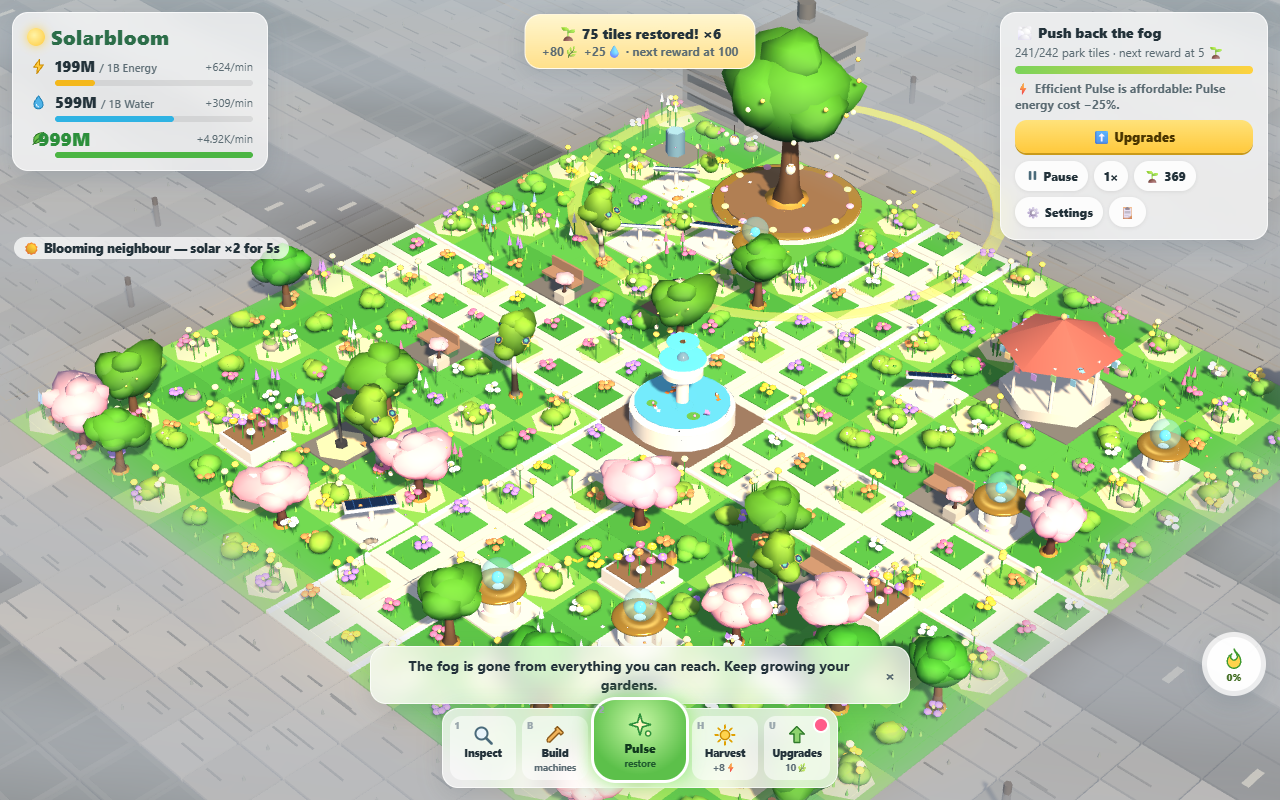 Solarbloom
199M / 1B Energy +624/min
599M / 1B Water +309/min
999M +4.92K/min
Blooming neighbour — solar ×2 for 5s
75 tiles restored! ×6
+80 +25 · next reward at 100
Push back the fog
241/242 park tiles · next reward at 5
Efficient Pulse is affordable: Pulse
energy cost −25%.
Upgrades
Pause 1× 369
Settings
0%
The fog is gone from everything you can reach. Keep growing your
gardens.
×
1 Inspect
B Build
machines
Pulse
restore
H Harvest
+8
U Upgrades
10